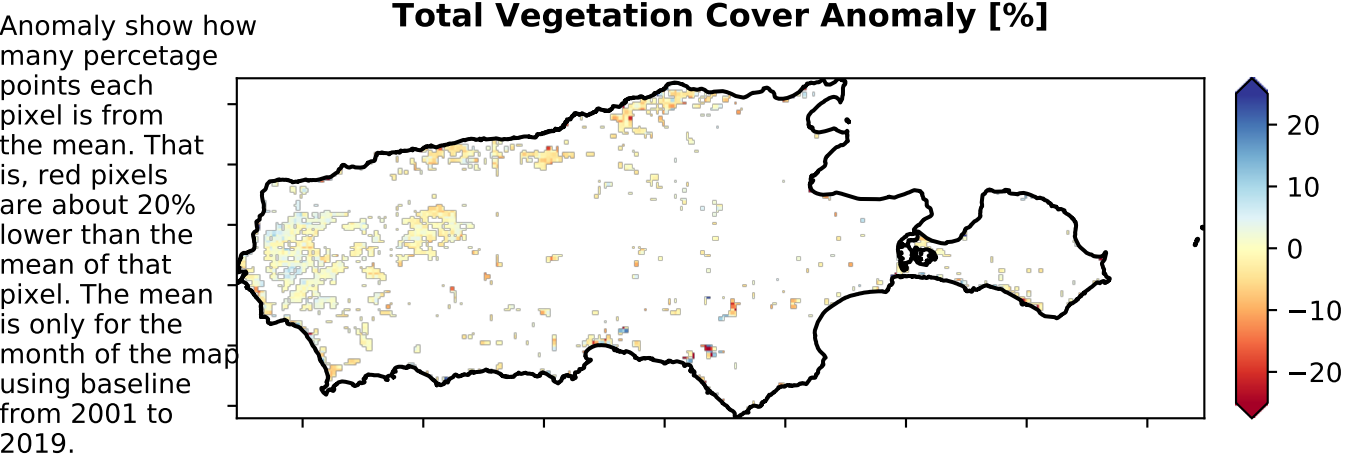 Total Vegetation Cover Anomaly [%]
Anomaly show how
many percetage
points each
pixel is from
the mean. That
is, red pixels
are about 20%
lower than the
mean of that
pixel. The mean
is only for the
month of the map
using baseline
from 2001 to
2019.
20
10
0
−10
−20